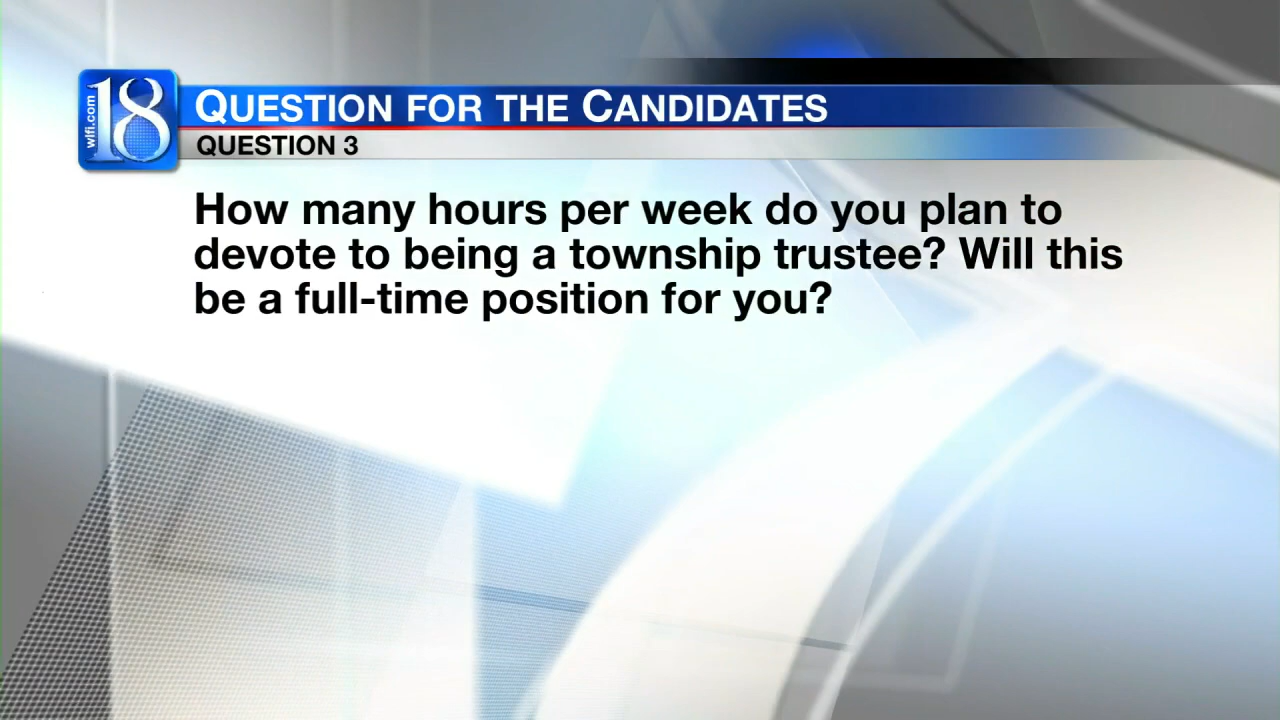 18
wlfi.com
QUESTION FOR THE CANDIDATES
QUESTION 3
How many hours per week do you plan to
devote to being a township trustee? Will this
be a full-time position for you?